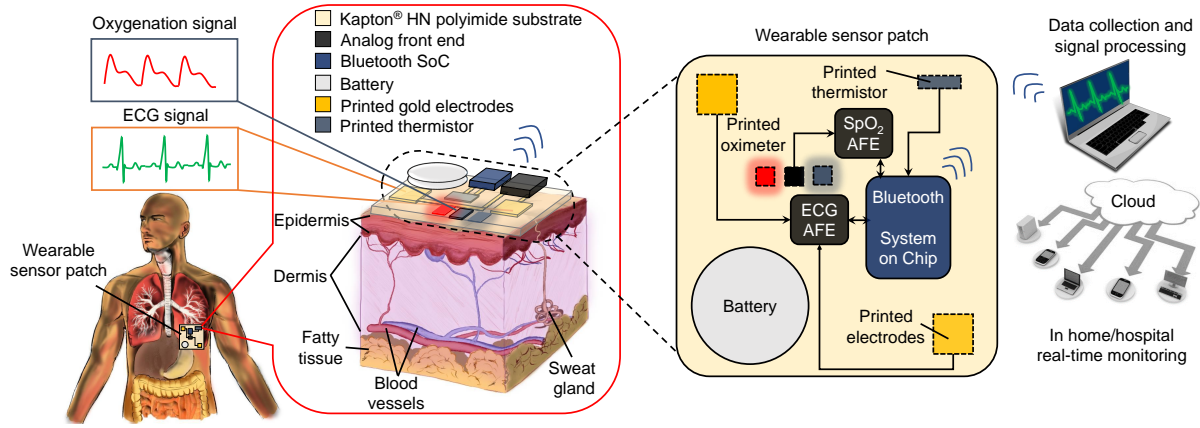 Oxygenation signal
ECG signal
Wearable
sensor patch
Kapton® HN polyimide substrate
Analog front end
Bluetooth SoC
Battery
Printed gold electrodes
Printed thermistor
Epidermis
Dermis
Fatty
tissue
Blood
vessels
Sweat
gland
Wearable sensor patch
Printed
thermistor
Printed
oximeter
SpO₂
AFE
ECG
AFE
Bluetooth
System
on Chip
Battery
Printed
electrodes
Data collection and
signal processing
Cloud
In home/hospital
real-time monitoring